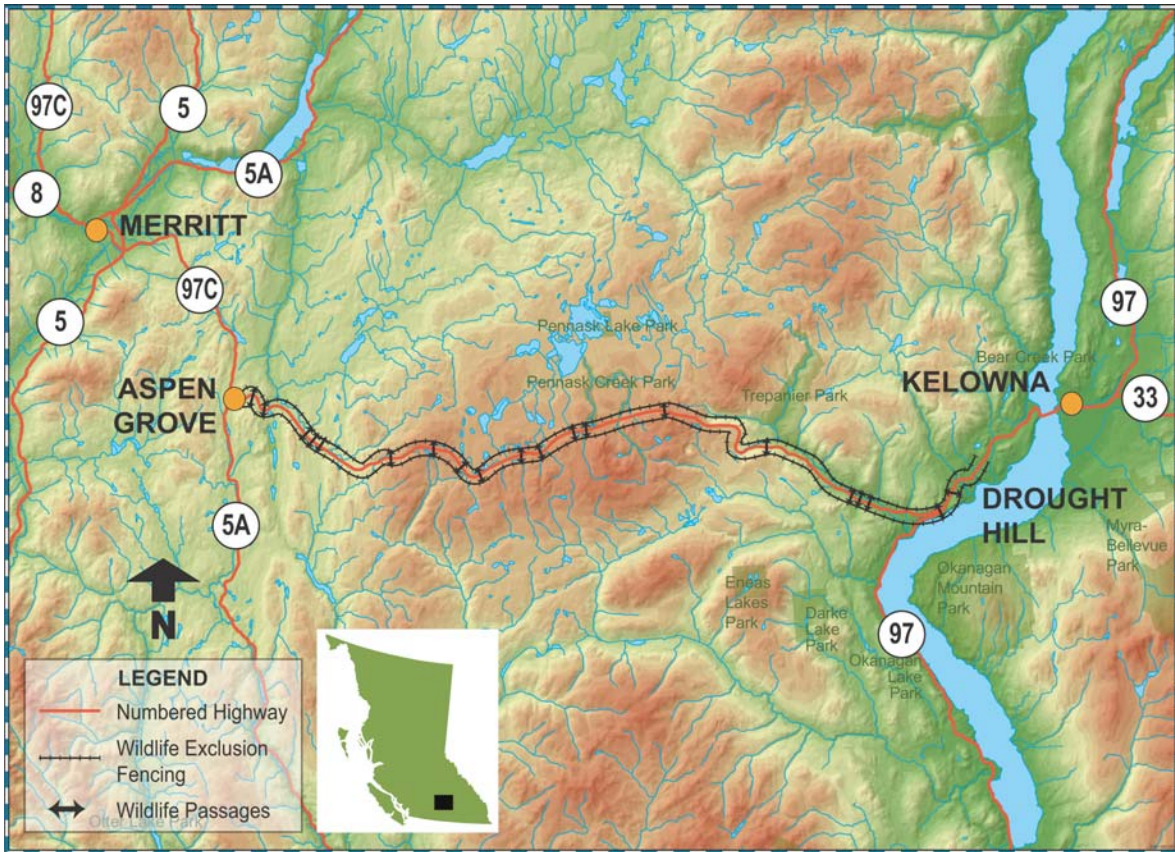 97C
5
5A
8
MERRITT
97C
5
97
Pennask Lake Park
Bear Creek Park
ASPEN
GROVE
Pennask Creek Park
Trepanier Park
KELOWNA
33
5A
DROUGHT
HILL
Myra-
Bellevue
Park
Okanagan
Mountain
Park
Eneas
Lakes
Park
Darke
Lake
Park
97
Okanagan
Lake
Park
N
LEGEND
Numbered Highway
Wildlife Exclusion
Fencing
Wildlife Passages
Otter Lake Park